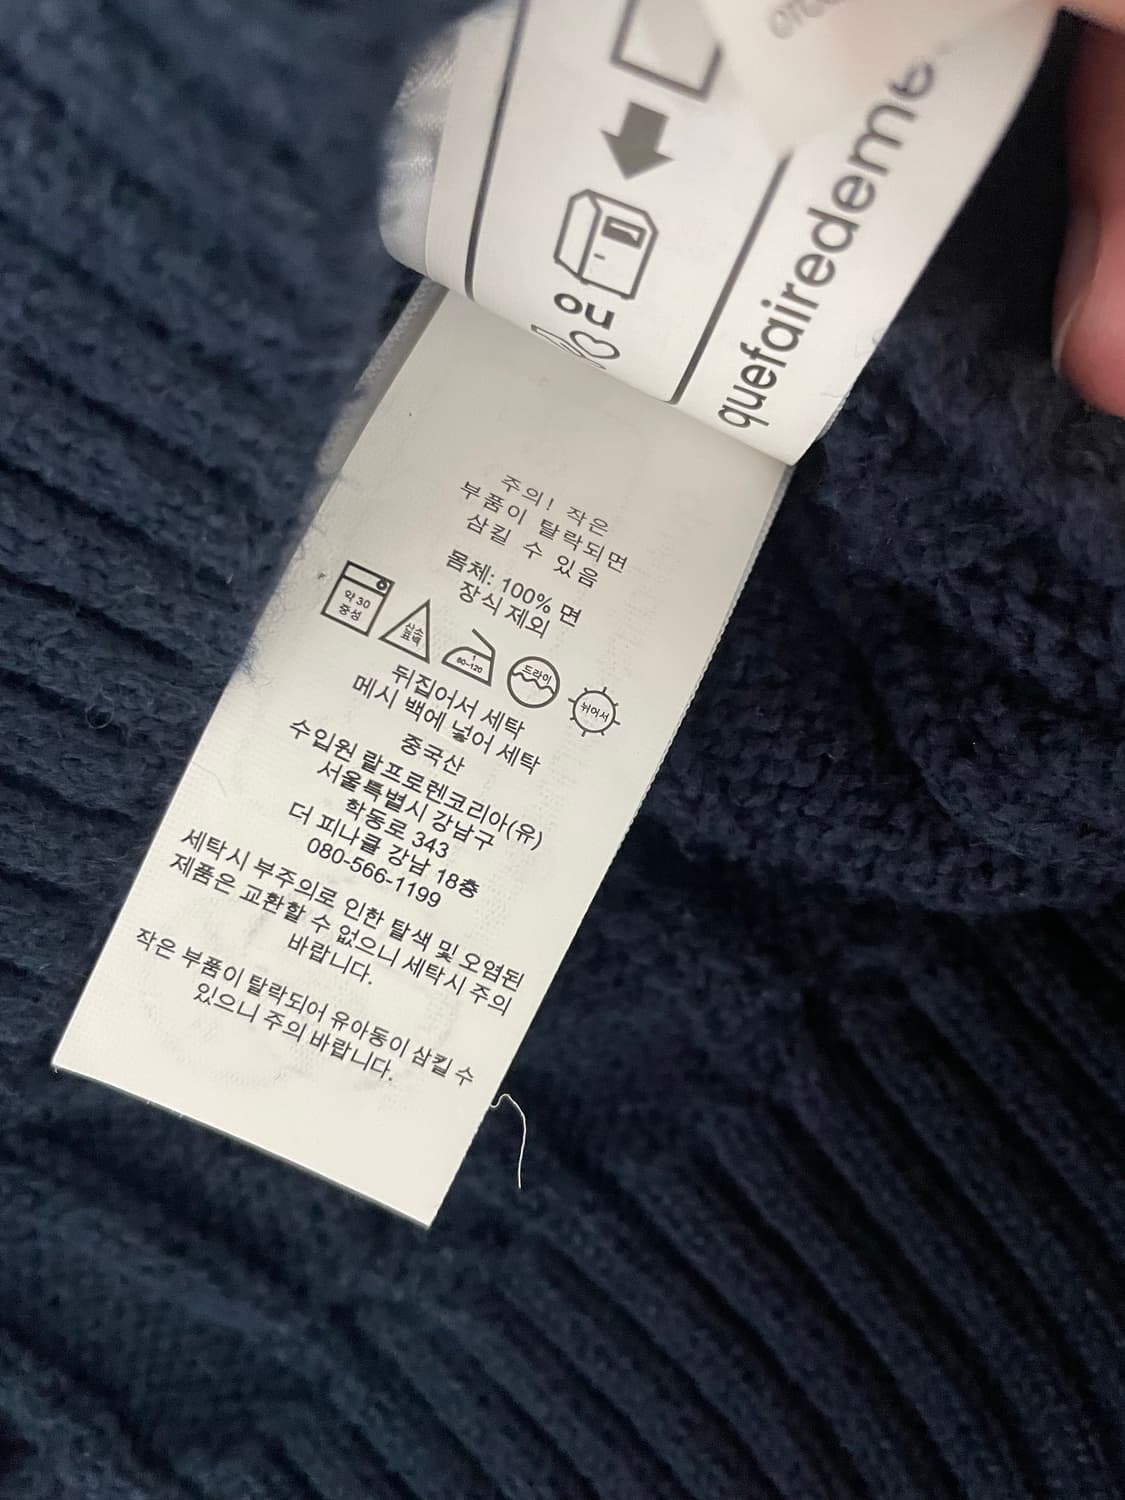 quefairedeme
OU
주의! 작은
부품이 탈락되면
삼킬 수 있음
몸체: 100% 면
장식 제외
약 30
중성
산소
표백
1
80-120
드라이
뉘어서
뒤집어서 세탁
메시 백에 넣어 세탁
중국산
수입원 랄프로렌코리아(유)
서울특별시 강남구
학동로 343
더 피나클 강남 18층
080-566-1199
세탁시 부주의로 인한 탈색 및 오염된
제품은 교환할 수 없으니 세탁시 주의
바랍니다.
작은 부품이 탈락되어 유아동이 삼킬 수
있으니 주의 바랍니다.